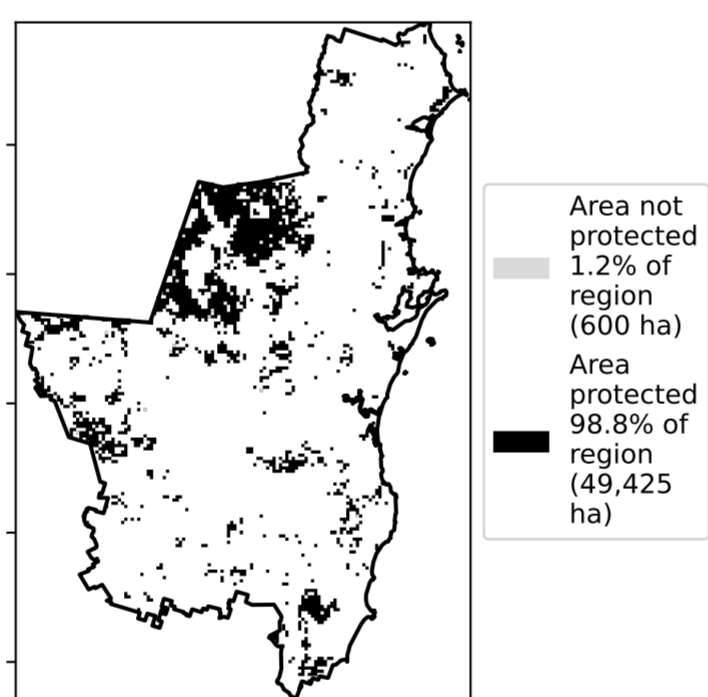 Area not
protected
1.2% of
region
(600 ha)
Area
protected
98.8% of
region
(49,425
ha)